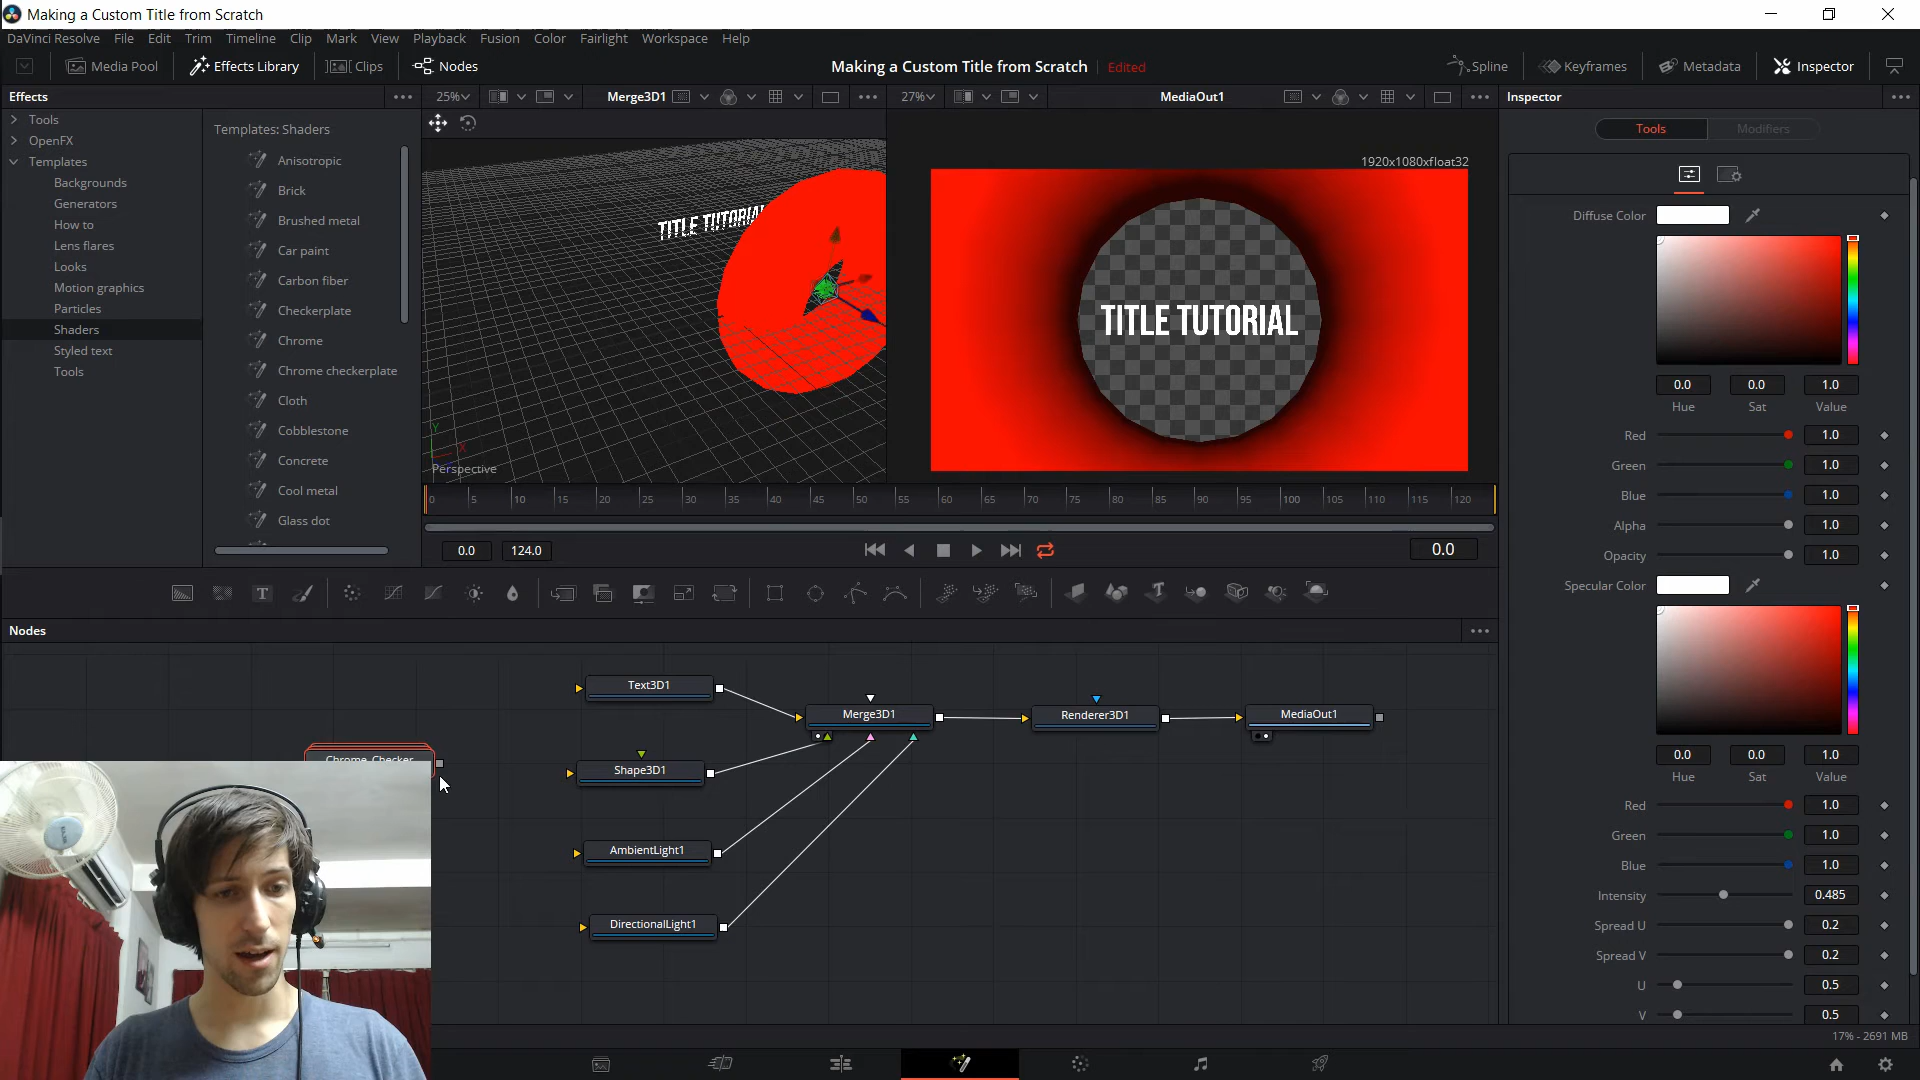 Making a Custom Title from Scratch
DaVinci Resolve File Edit Trim Timeline Clip Mark View Playback Fusion Color Fairlight Workspace Help
Media Pool Effects Library Clips Nodes Making a Custom Title from Scratch Edited Spline Keyframes Metadata Inspector
Effects 25% Merge3D1 27% MediaOut1 Inspector
Tools
OpenFX
Templates
Backgrounds
Generators
How to
Lens flares
Looks
Motion graphics
Particles
Shaders
Styled text
Tools
Templates: Shaders
Anisotropic
Brick
Brushed metal
Car paint
Carbon fiber
Checkerplate
Chrome
Chrome checkerplate
Cloth
Cobblestone
Concrete
Cool metal
Glass dot
TITLE TUTORIAL
Y
X
Perspective
1920x1080xfloat32
TITLE TUTORIAL
0 5 10 15 20 25 30 35 40 45 50 55 60 65 70 75 80 85 90 95 100 105 110 115 120
0.0 124.0 0.0
Nodes
Text3D1
Merge3D1
Renderer3D1
MediaOut1
Shape3D1
AmbientLight1
DirectionalLight1
Tools Modifiers
Diffuse Color
0.0 0.0 1.0
Hue Sat Value
Red 1.0
Green 1.0
Blue 1.0
Alpha 1.0
Opacity 1.0
Specular Color
0.0 0.0 1.0
Hue Sat Value
Red 1.0
Green 1.0
Blue 1.0
Intensity 0.485
Spread U 0.2
Spread V 0.2
U 0.5
V 0.5
17% - 2691 MB